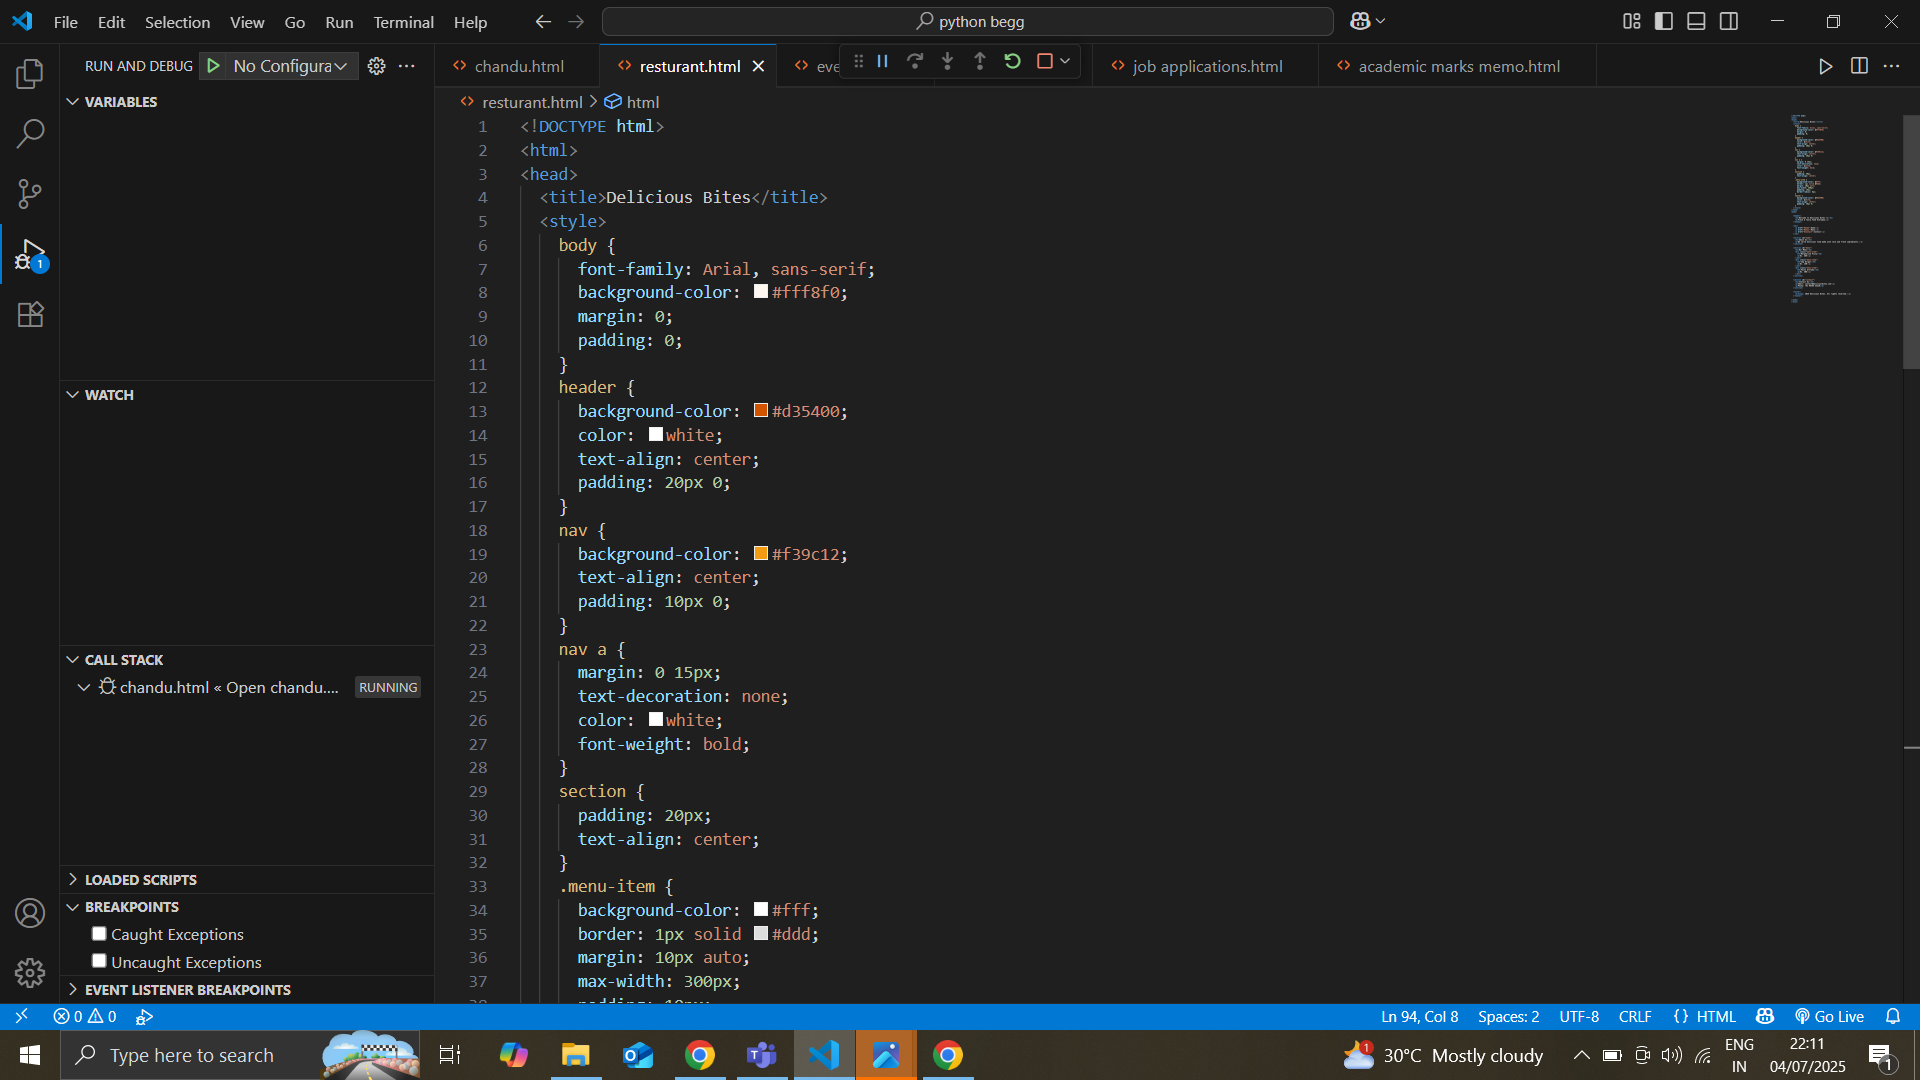 File Edit Selection View Go Run Terminal Help
python begg
RUN AND DEBUG
No Configura
VARIABLES
WATCH
CALL STACK
chandu.html « Open chandu....
RUNNING
LOADED SCRIPTS
BREAKPOINTS
Caught Exceptions
Uncaught Exceptions
EVENT LISTENER BREAKPOINTS
chandu.html
resturant.html
eve
job applications.html
academic marks memo.html
resturant.html > html
1 <!DOCTYPE html>
2 <html>
3 <head>
4 <title>Delicious Bites</title>
5 <style>
6 body {
7 font-family: Arial, sans-serif;
8 background-color: #fff8f0;
9 margin: 0;
10 padding: 0;
11 }
12 header {
13 background-color: #d35400;
14 color: white;
15 text-align: center;
16 padding: 20px 0;
17 }
18 nav {
19 background-color: #f39c12;
20 text-align: center;
21 padding: 10px 0;
22 }
23 nav a {
24 margin: 0 15px;
25 text-decoration: none;
26 color: white;
27 font-weight: bold;
28 }
29 section {
30 padding: 20px;
31 text-align: center;
32 }
33 .menu-item {
34 background-color: #fff;
35 border: 1px solid #ddd;
36 margin: 10px auto;
37 max-width: 300px;
0 0
Ln 94, Col 8 Spaces: 2 UTF-8 CRLF {} HTML Go Live
Type here to search
1
30°C Mostly cloudy
ENG
IN
22:11
04/07/2025
1